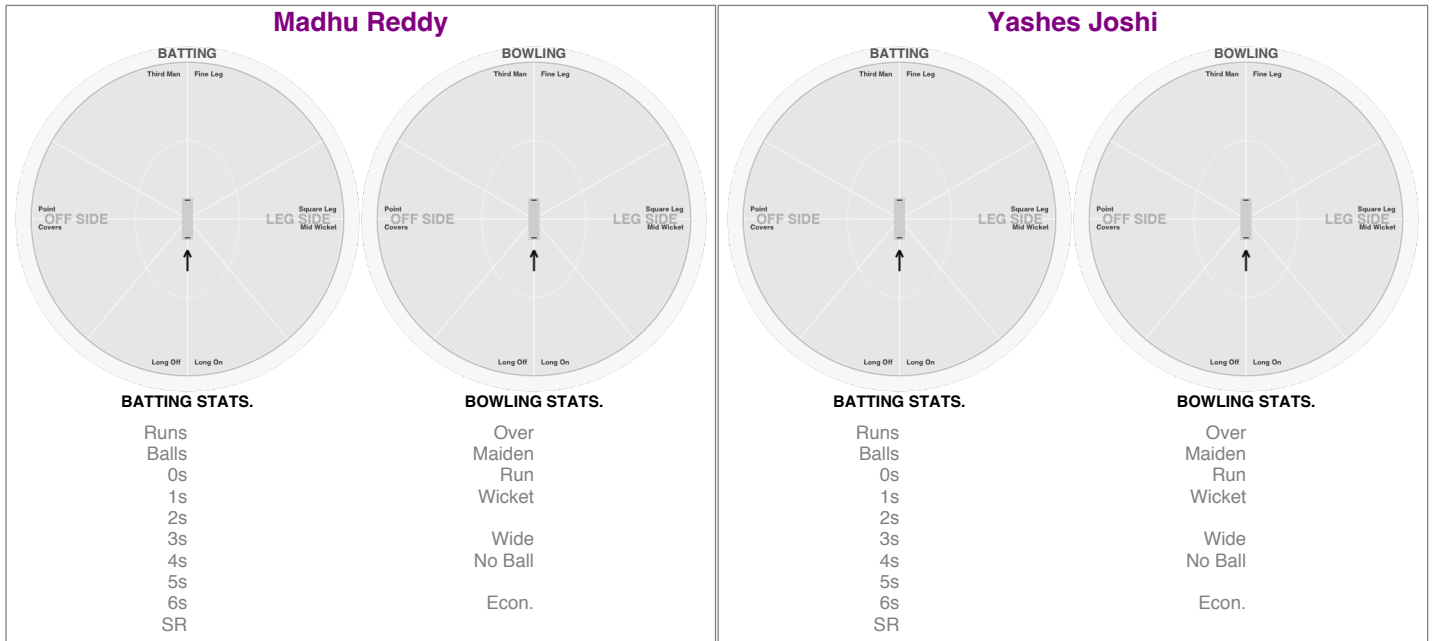 Madhu Reddy
BATTING
BOWLING
Third Man Fine Leg
Third Man Fine Leg
Point
OFF SIDE
Covers
Square Leg
LEG SIDE
Mid Wicket
Point
OFF SIDE
Covers
Square Leg
LEG SIDE
Mid Wicket
Long Off Long On
Long Off Long On
BATTING STATS.
BOWLING STATS.
Runs
Balls
0s
1s
2s
3s
4s
5s
6s
SR
Over
Maiden
Run
Wicket
Wide
No Ball
Econ.
Yashes Joshi
BATTING
BOWLING
Third Man Fine Leg
Third Man Fine Leg
Point
OFF SIDE
Covers
Square Leg
LEG SIDE
Mid Wicket
Point
OFF SIDE
Covers
Square Leg
LEG SIDE
Mid Wicket
Long Off Long On
Long Off Long On
BATTING STATS.
BOWLING STATS.
Runs
Balls
0s
1s
2s
3s
4s
5s
6s
SR
Over
Maiden
Run
Wicket
Wide
No Ball
Econ.